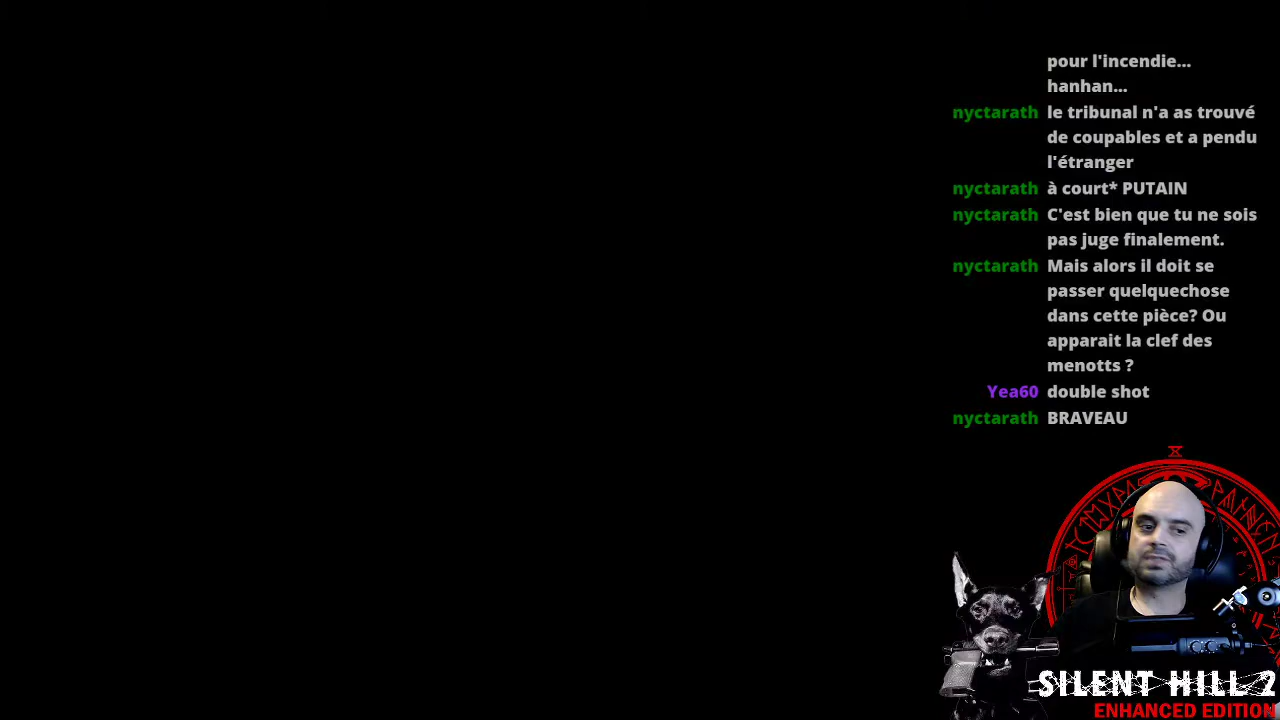 pour l'incendie...
hanhan...
nyctarath le tribunal n'a as trouvé
de coupables et a pendu
l'étranger
nyctarath à court* PUTAIN
nyctarath C'est bien que tu ne sois
pas juge finalement.
nyctarath Mais alors il doit se
passer quelquechose
dans cette pièce? Ou
apparait la clef des
menotts ?
Yea60 double shot
nyctarath BRAVEAU
SILENT HILL 2
ENHANCED EDITION